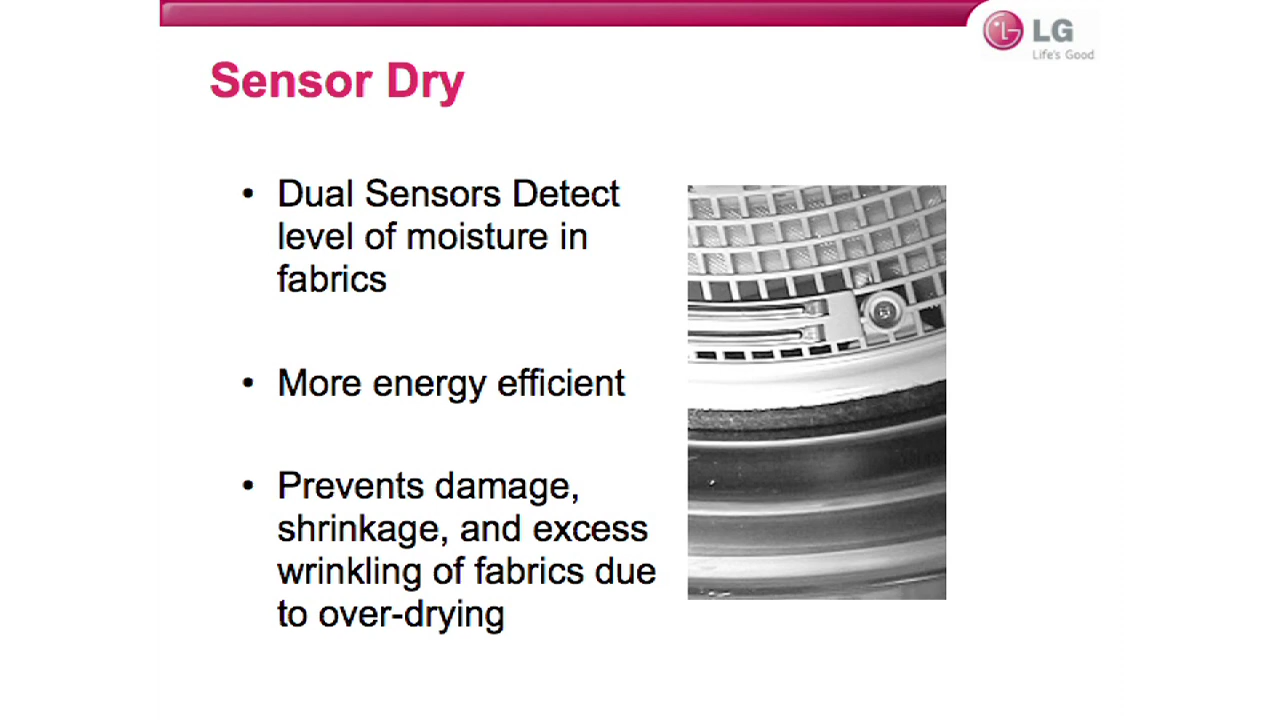 LG
Life's Good
Sensor Dry
• Dual Sensors Detect
level of moisture in
fabrics
• More energy efficient
• Prevents damage,
shrinkage, and excess
wrinkling of fabrics due
to over-drying